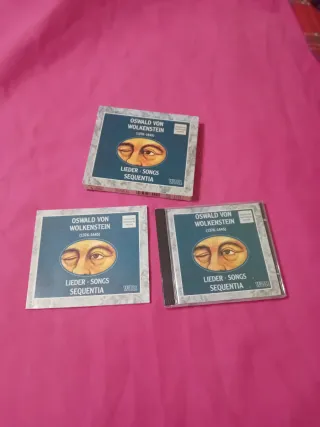 OSWALD VON
WOLKENSTEIN
(1376-1445)
LIEDER · SONGS
SEQUENTIA
OSWALD VON
WOLKENSTEIN
(1376-1445)
LIEDER · SONGS
SEQUENTIA
OSWALD VON
WOLKENSTEIN
(1376-1445)
LIEDER · SONGS
SEQUENTIA